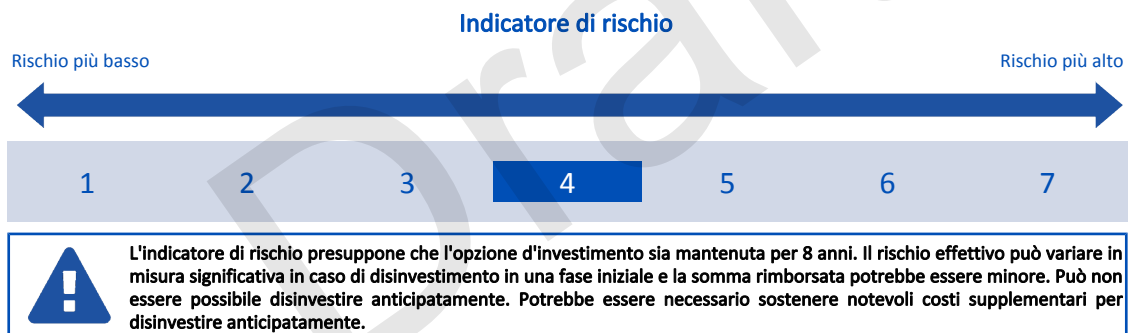 Indicatore di rischio
Rischio più basso
Rischio più alto
1 2 3 4 5 6 7
L'indicatore di rischio presuppone che l'opzione d'investimento sia mantenuta per 8 anni. Il rischio effettivo può variare in
misura significativa in caso di disinvestimento in una fase iniziale e la somma rimborsata potrebbe essere minore. Può non
essere possibile disinvestire anticipatamente. Potrebbe essere necessario sostenere notevoli costi supplementari per
disinvestire anticipatamente.